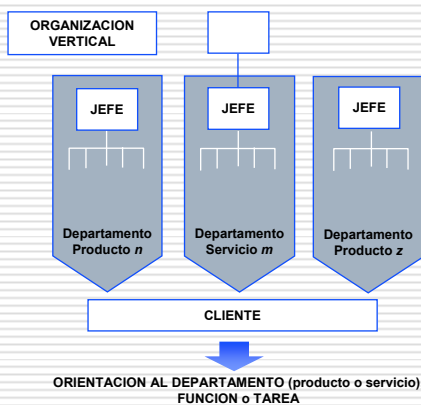 ORGANIZACION
VERTICAL
JEFE
JEFE
JEFE
Departamento
Producto n
Departamento
Servicio m
Departamento
Producto z
CLIENTE
ORIENTACION AL DEPARTAMENTO (producto o servicio)
FUNCION o TAREA